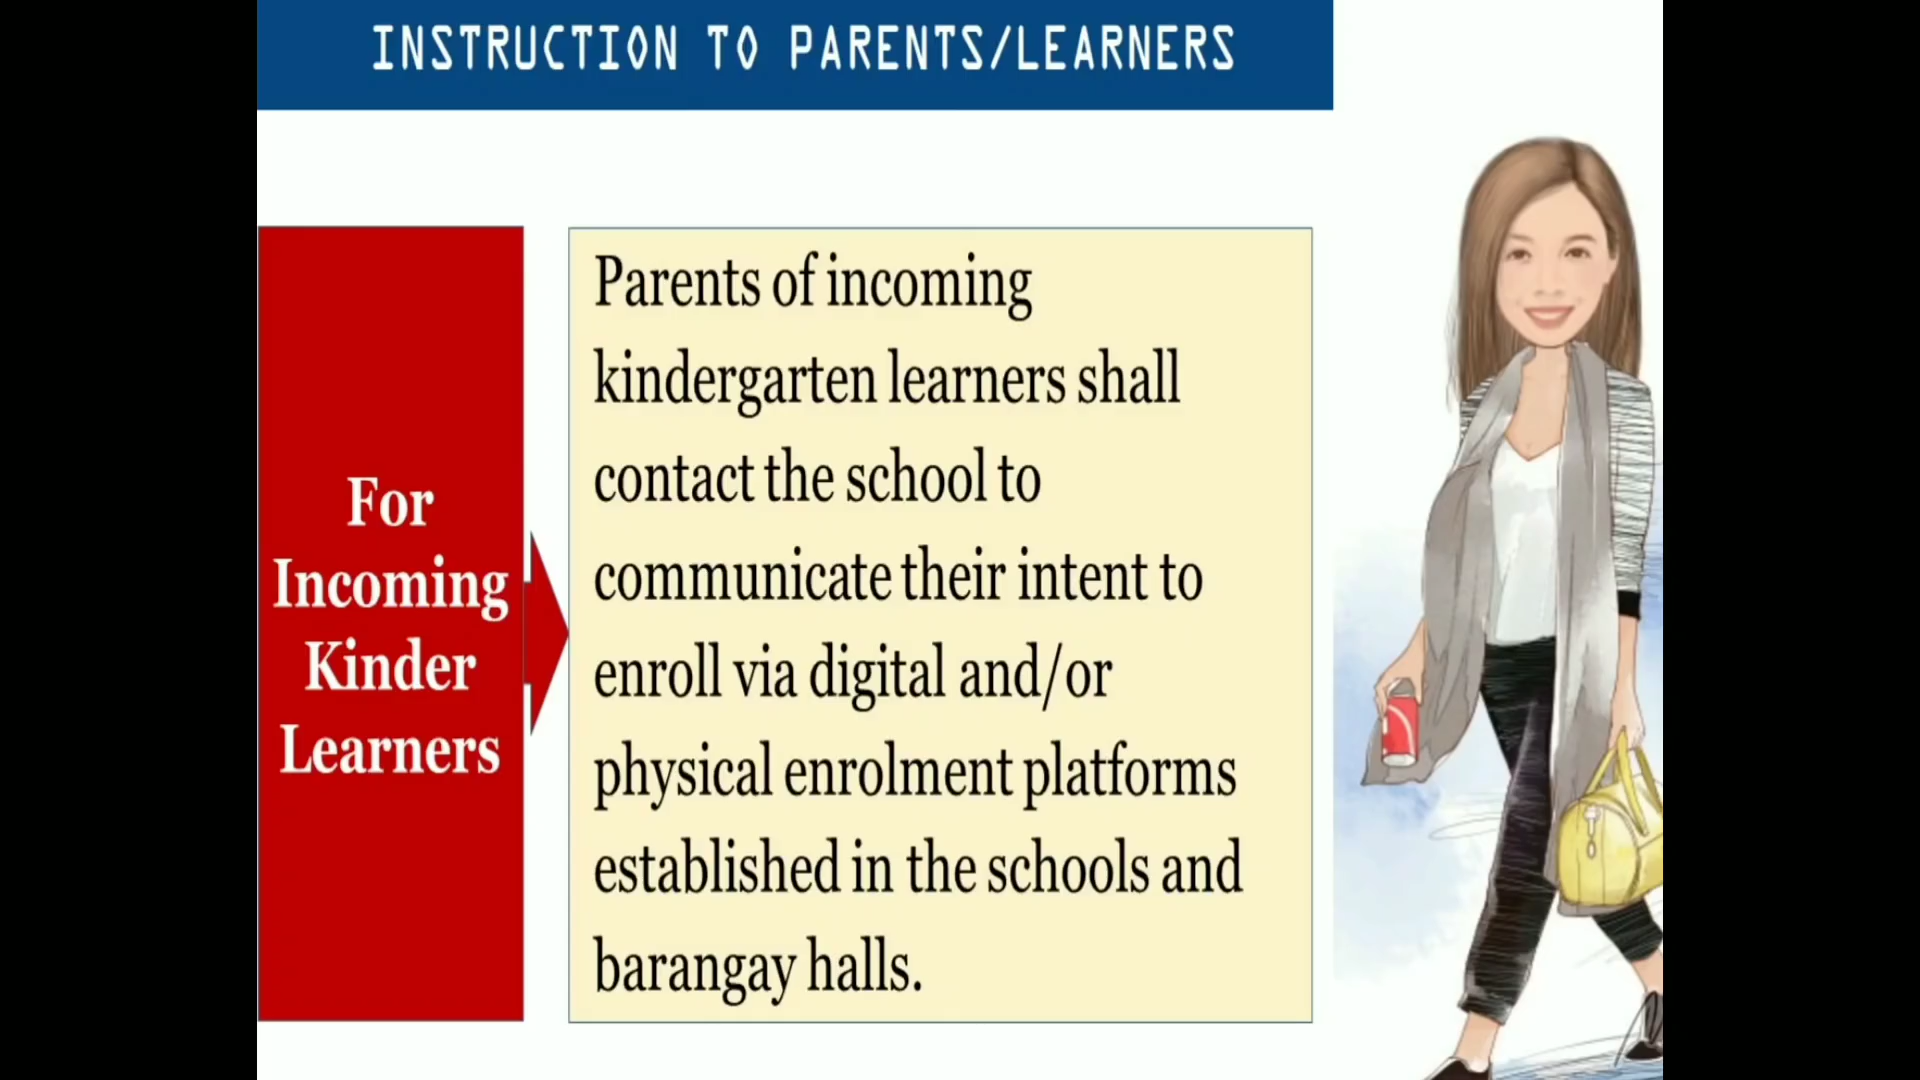 INSTRUCTION TO PARENTS/LEARNERS
For
Incoming
Kinder
Learners
Parents of incoming
kindergarten learners shall
contact the school to
communicate their intent to
enroll via digital and/or
physical enrolment platforms
established in the schools and
barangay halls.